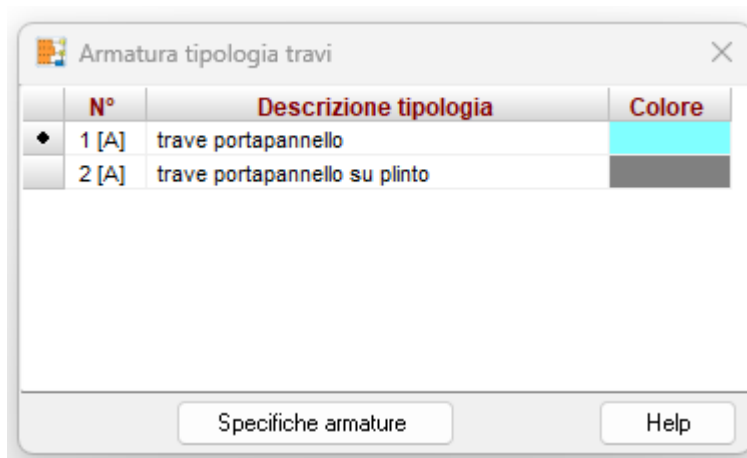 Armatura tipologia travi
N° Descrizione tipologia Colore
1 [A] trave portapannello
2 [A] trave portapannello su plinto
Specifiche armature Help